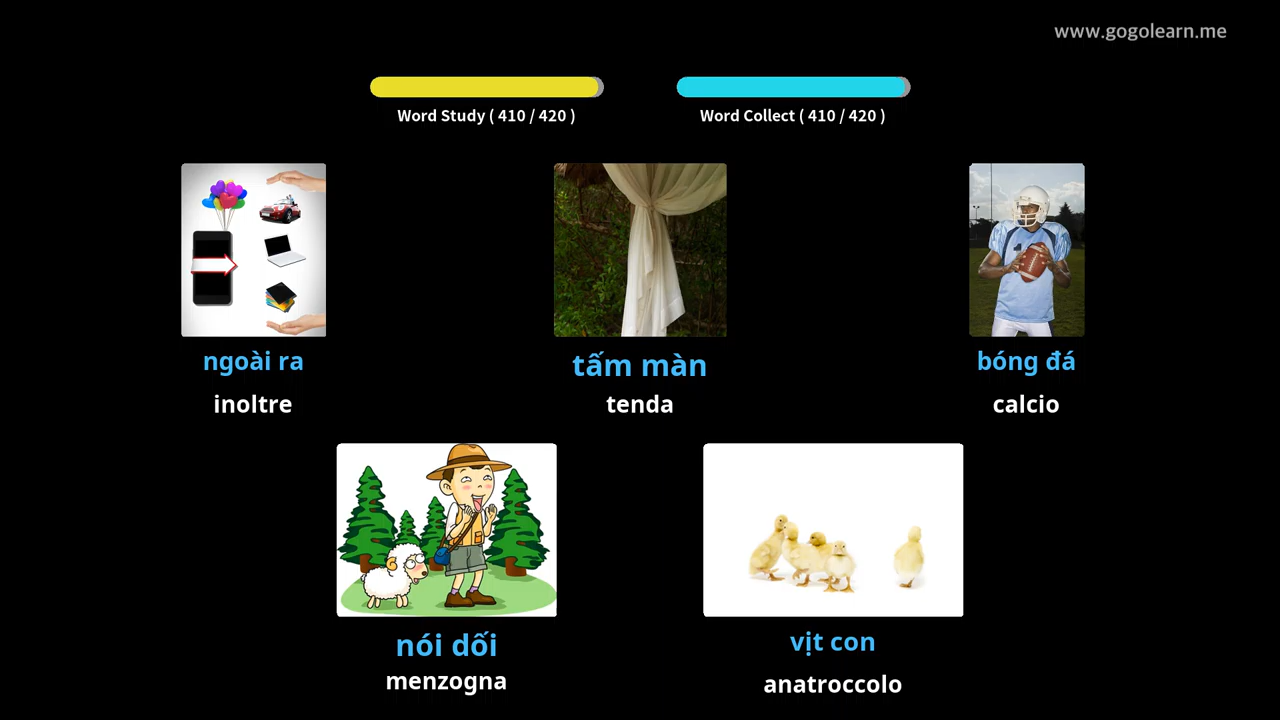 www.gogolearn.me
Word Study ( 410 / 420 )
Word Collect ( 410 / 420 )
ngoài ra
inoltre
tấm màn
tenda
bóng đá
calcio
nói dối
menzogna
vịt con
anatroccolo